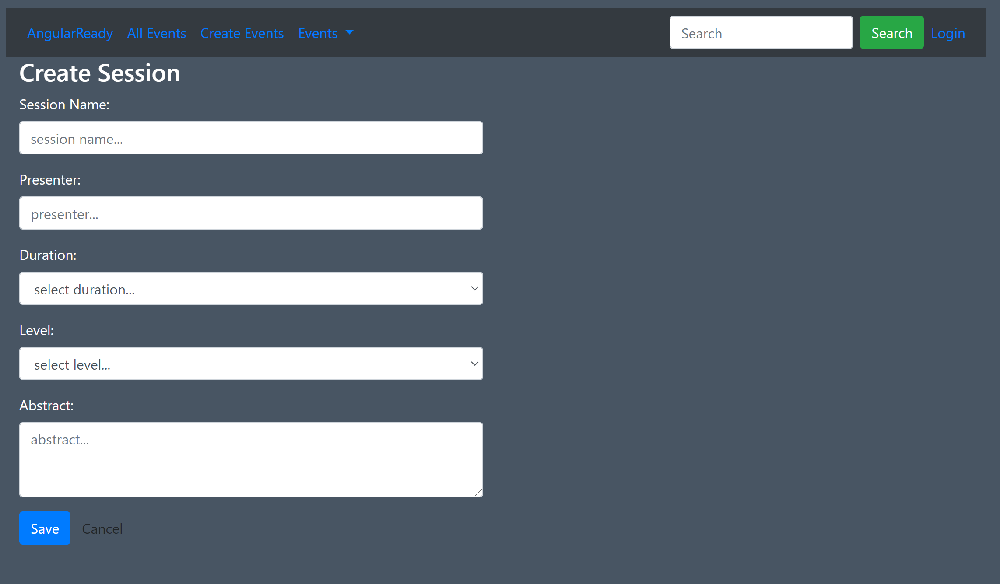 AngularReady All Events Create Events Events Search Search Login
Create Session
Session Name:
session name...
Presenter:
presenter...
Duration:
select duration...
Level:
select level...
Abstract:
abstract...
Save Cancel